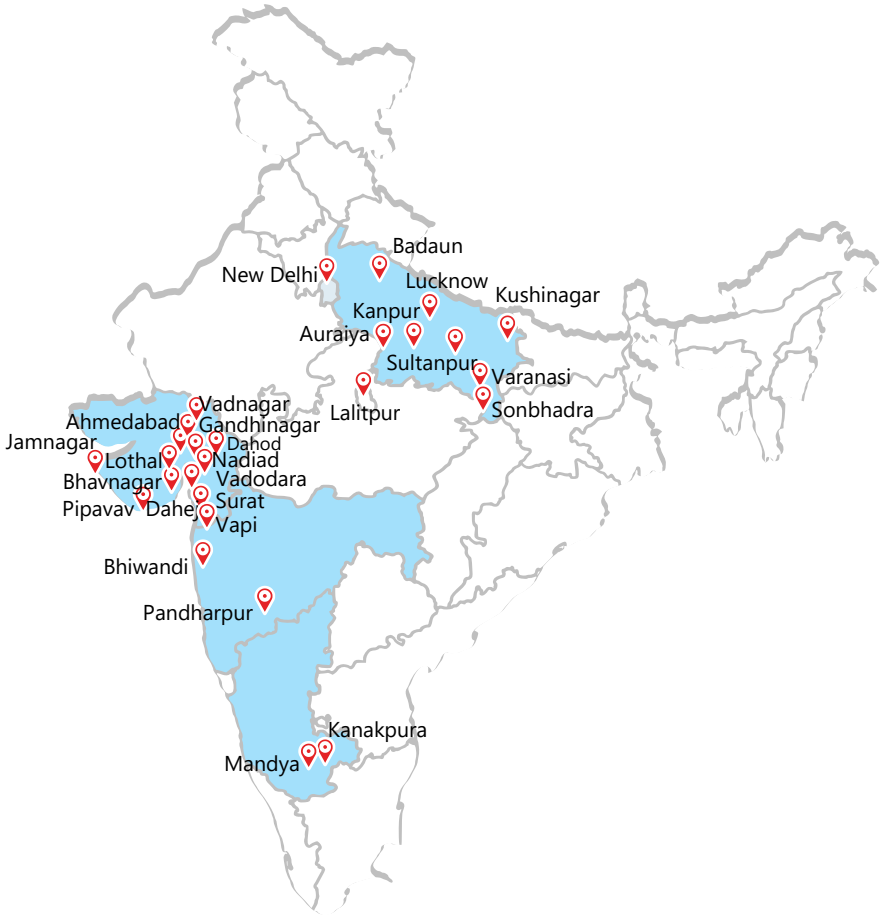 Badaun
New Delhi
Lucknow
Kushinagar
Kanpur
Auraiya
Sultanpur
Varanasi
Lalitpur
Sonbhadra
Vadnagar
Ahmedabad
Gandhinagar
Jamnagar
Dahod
Lothal
Nadiad
Bhavnagar
Vadodara
Pipavav
Dahej
Surat
Vapi
Bhiwandi
Pandharpur
Kanakpura
Mandya